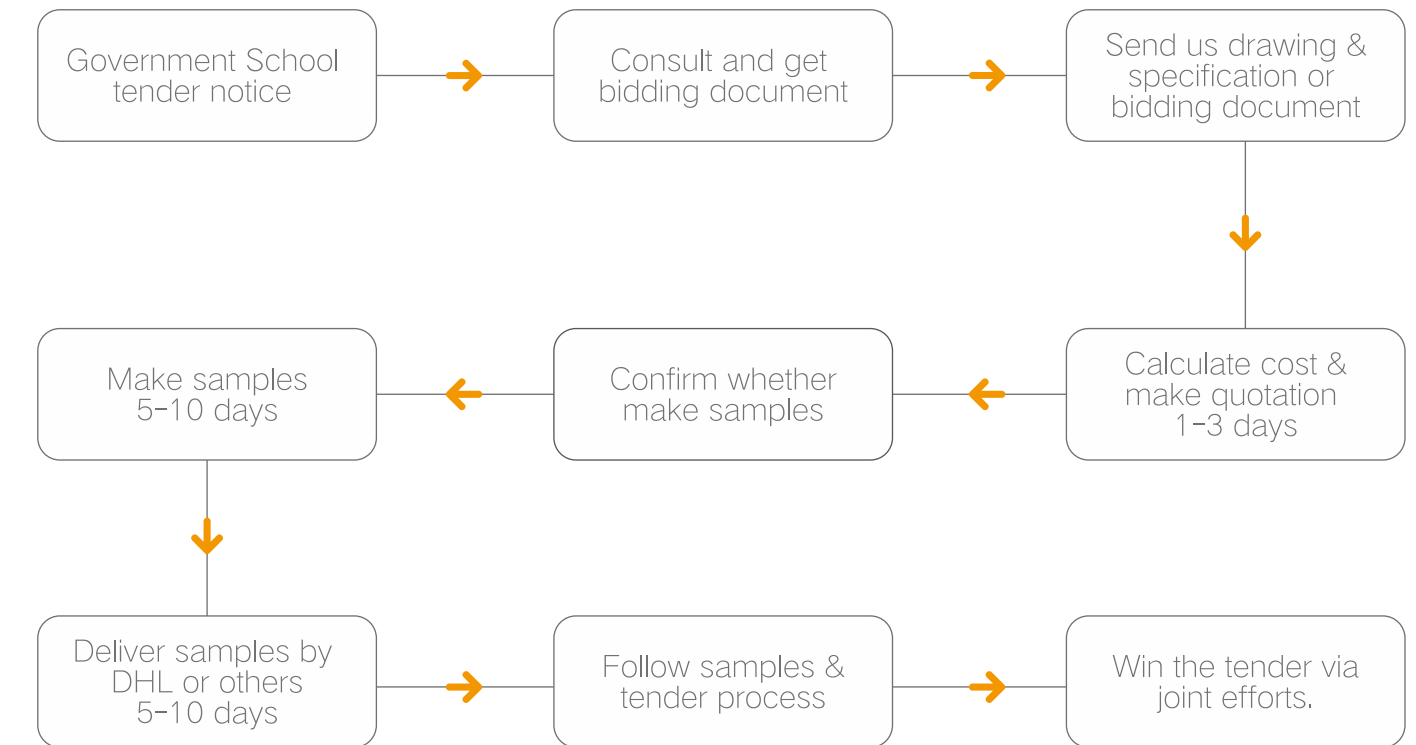 Government School
tender notice
Consult and get
bidding document
Send us drawing &
specification or
bidding document
Calculate cost &
make quotation
1-3 days
Confirm whether
make samples
Make samples
5-10 days
Deliver samples by
DHL or others
5-10 days
Follow samples &
tender process
Win the tender via
joint efforts.